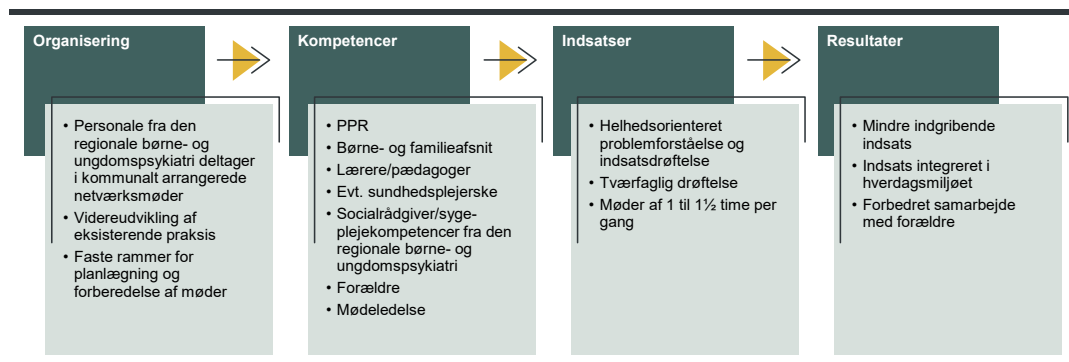 Organisering
• Personale fra den
regionale børne- og
ungdomspsykiatri deltager
i kommunalt arrangerede
netværksmøder
• Videreudvikling af
eksisterende praksis
• Faste rammer for
planlægning og
forberedelse af møder
Kompetencer
• PPR
• Børne- og familieafsnit
• Lærere/pædagoger
• Evt. sundhedsplejerske
• Socialrådgiver/syge-
plejekompetencer fra den
regionale børne- og
ungdomspsykiatri
• Forældre
• Mødeledelse
Indsatser
• Helhedsorienteret
problemforståelse og
indsatsdrøftelse
• Tværfaglig drøftelse
• Møder af 1 til 1½ time per
gang
Resultater
• Mindre indgribende
indsats
• Indsats integreret i
hverdagsmiljøet
• Forbedret samarbejde
med forældre